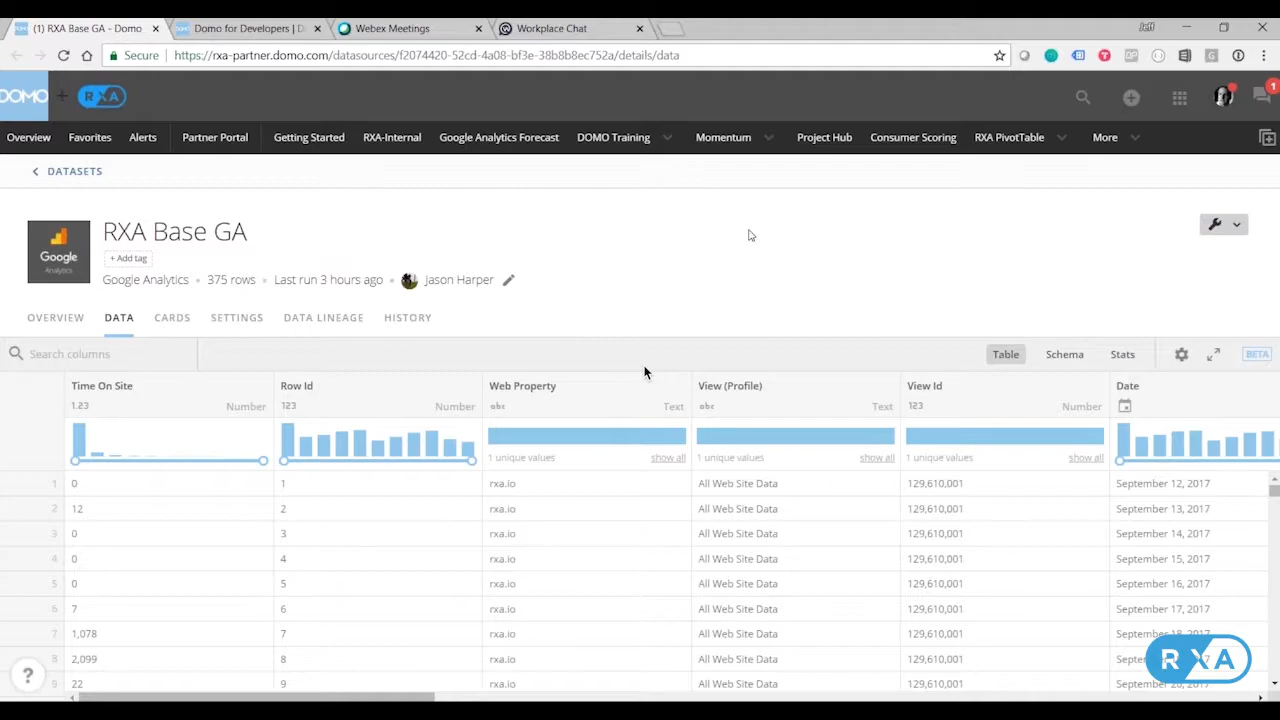 (1) RXA Base GA - Domo
Domo for Developers | D
Webex Meetings
Workplace Chat
Jeff
Secure
https://rxa-partner.domo.com/datasources/f2074420-52cd-4a08-bf3e-38b8b8ec752a/details/data
DOMO
+
RXA
1
Overview
Favorites
Alerts
Partner Portal
Getting Started
RXA-Internal
Google Analytics Forecast
DOMO Training
Momentum
Project Hub
Consumer Scoring
RXA PivotTable
More
DATASETS
Google
Analytics
RXA Base GA
+ Add tag
Google Analytics • 375 rows • Last run 3 hours ago • Jason Harper
OVERVIEW
DATA
CARDS
SETTINGS
DATA LINEAGE
HISTORY
Search columns
Table
Schema
Stats
BETA
Time On Site
Row Id
Web Property
View (Profile)
View Id
Date
1.23 Number
123 Number
abc Text
abc Text
123 Number
1 unique values show all
1 unique values show all
1 unique values show all
1 0 1 rxa.io All Web Site Data 129,610,001 September 12, 2017
2 12 2 rxa.io All Web Site Data 129,610,001 September 13, 2017
3 0 3 rxa.io All Web Site Data 129,610,001 September 14, 2017
4 0 4 rxa.io All Web Site Data 129,610,001 September 15, 2017
5 0 5 rxa.io All Web Site Data 129,610,001 September 16, 2017
6 7 6 rxa.io All Web Site Data 129,610,001 September 17, 2017
7 1,078 7 rxa.io All Web Site Data 129,610,001 September 18, 2017
8 2,099 8 rxa.io All Web Site Data 129,610,001
9 22 9 rxa.io All Web Site Data 129,610,001 September 20, 2017
?
RXA